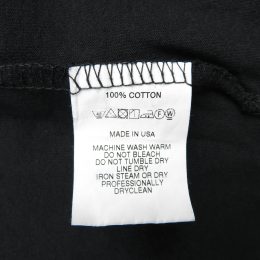 100% COTTON
F W
MADE IN USA
MACHINE WASH WARM
DO NOT BLEACH
DO NOT TUMBLE DRY
LINE DRY
IRON STEAM OR DRY
PROFESSIONALLY
DRYCLEAN